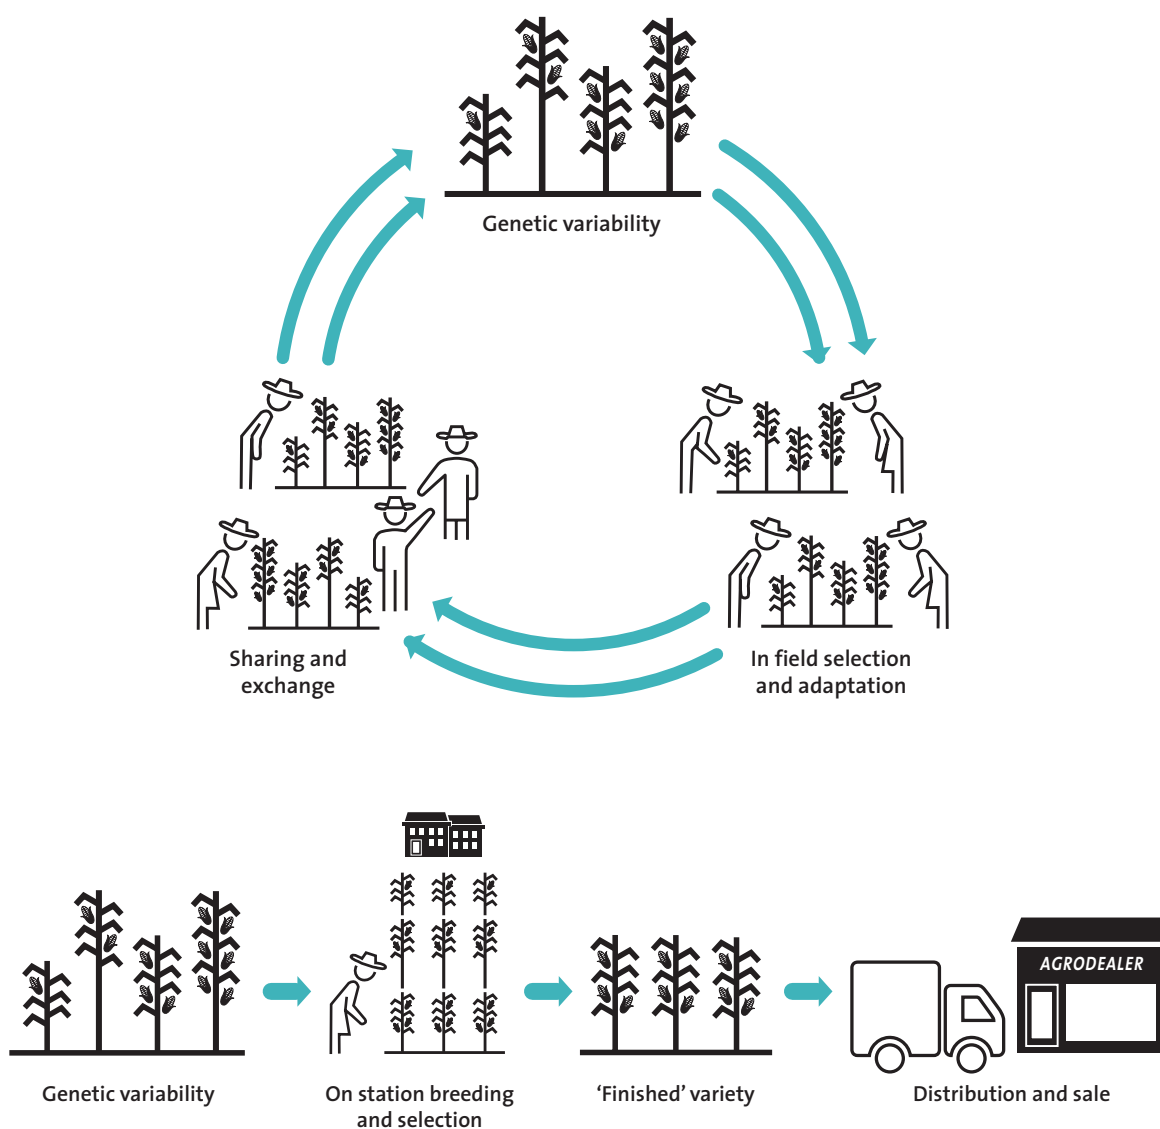 Genetic variability
Sharing and
exchange
In field selection
and adaptation
AGRODEALER
Genetic variability
On station breeding
and selection
‘Finished’ variety
Distribution and sale